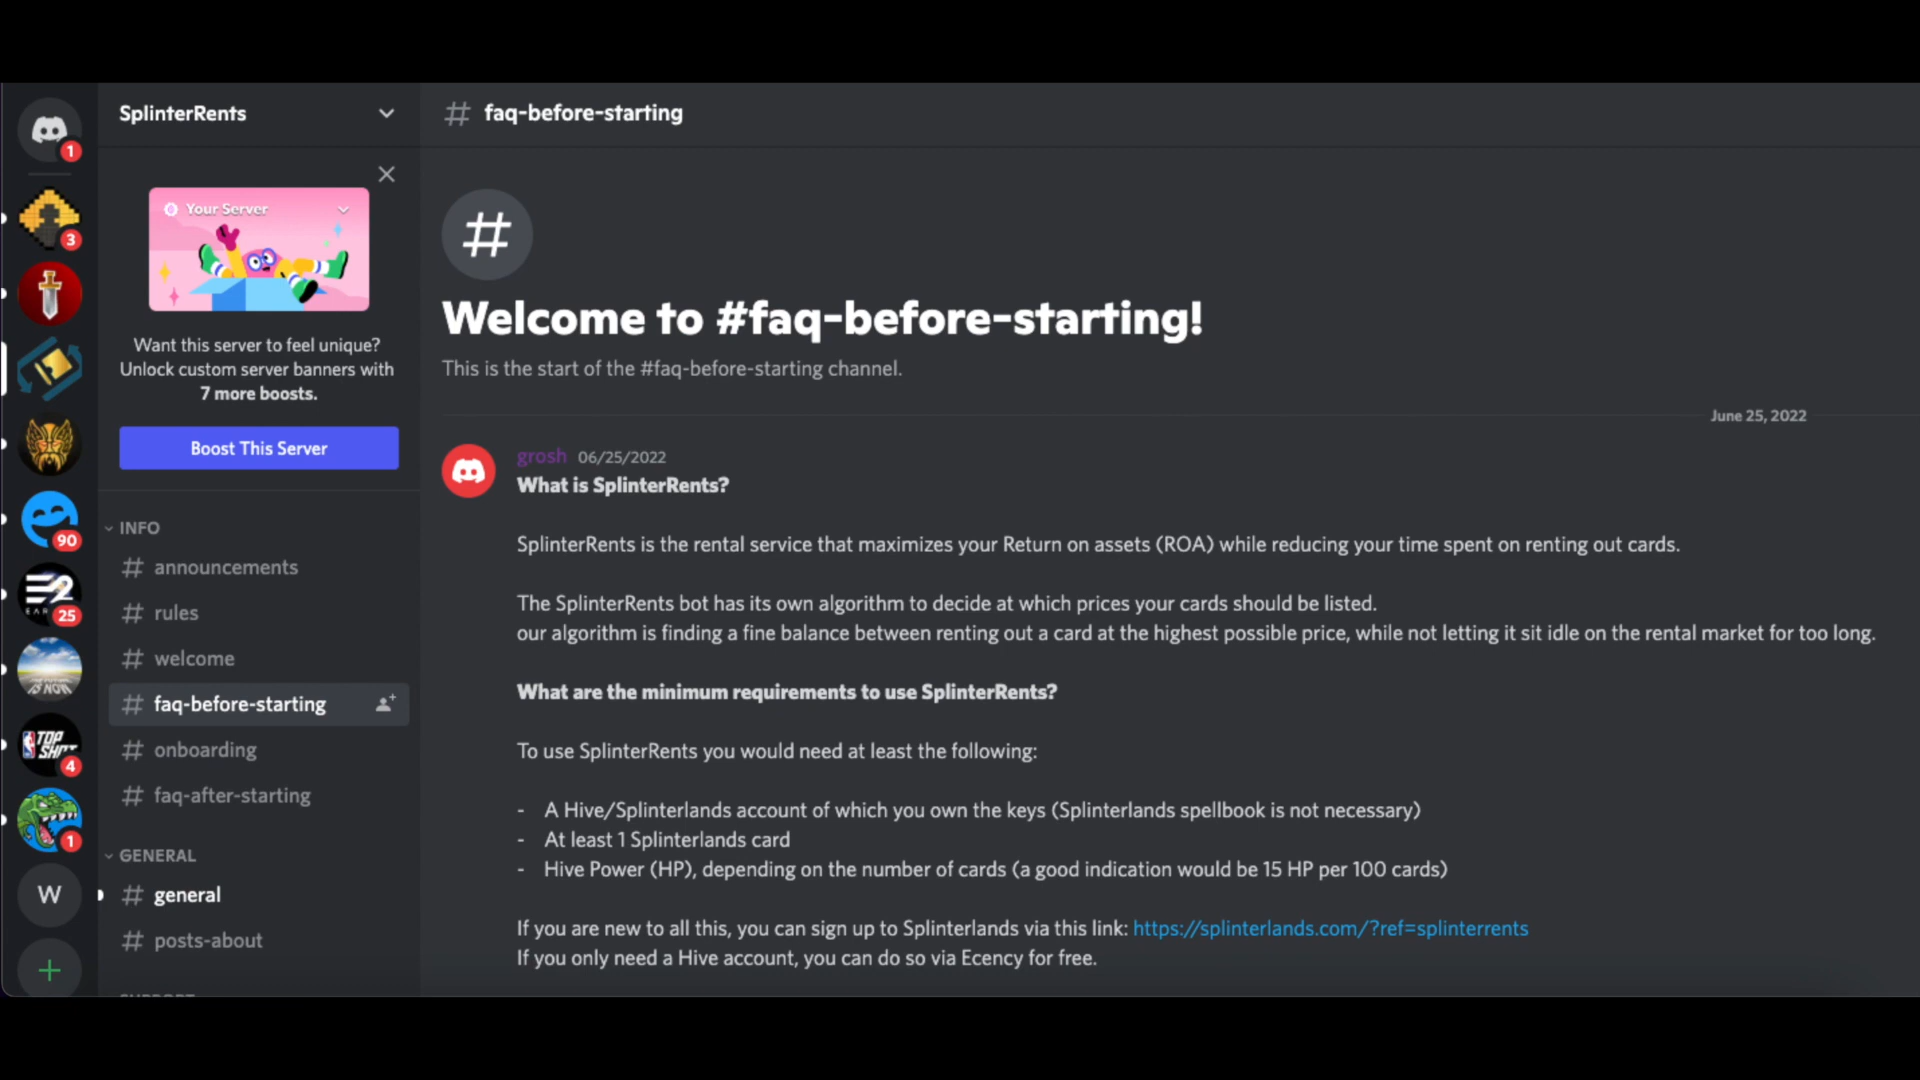 SplinterRents
# faq-before-starting
1
3
90
EAR
25
IS NOW
TOP
SHOT
4
1
W
Your Server
Want this server to feel unique?
Unlock custom server banners with
7 more boosts.
Boost This Server
INFO
# announcements
# rules
# welcome
# faq-before-starting
# onboarding
# faq-after-starting
GENERAL
# general
# posts-about
SUPPORT
#
Welcome to #faq-before-starting!
This is the start of the #faq-before-starting channel.
June 25, 2022
grosh 06/25/2022
What is SplinterRents?
SplinterRents is the rental service that maximizes your Return on assets (ROA) while reducing your time spent on renting out cards.
The SplinterRents bot has its own algorithm to decide at which prices your cards should be listed.
our algorithm is finding a fine balance between renting out a card at the highest possible price, while not letting it sit idle on the rental market for too long.
What are the minimum requirements to use SplinterRents?
To use SplinterRents you would need at least the following:
- A Hive/Splinterlands account of which you own the keys (Splinterlands spellbook is not necessary)
- At least 1 Splinterlands card
- Hive Power (HP), depending on the number of cards (a good indication would be 15 HP per 100 cards)
If you are new to all this, you can sign up to Splinterlands via this link: https://splinterlands.com/?ref=splinterrents
If you only need a Hive account, you can do so via Ecency for free.